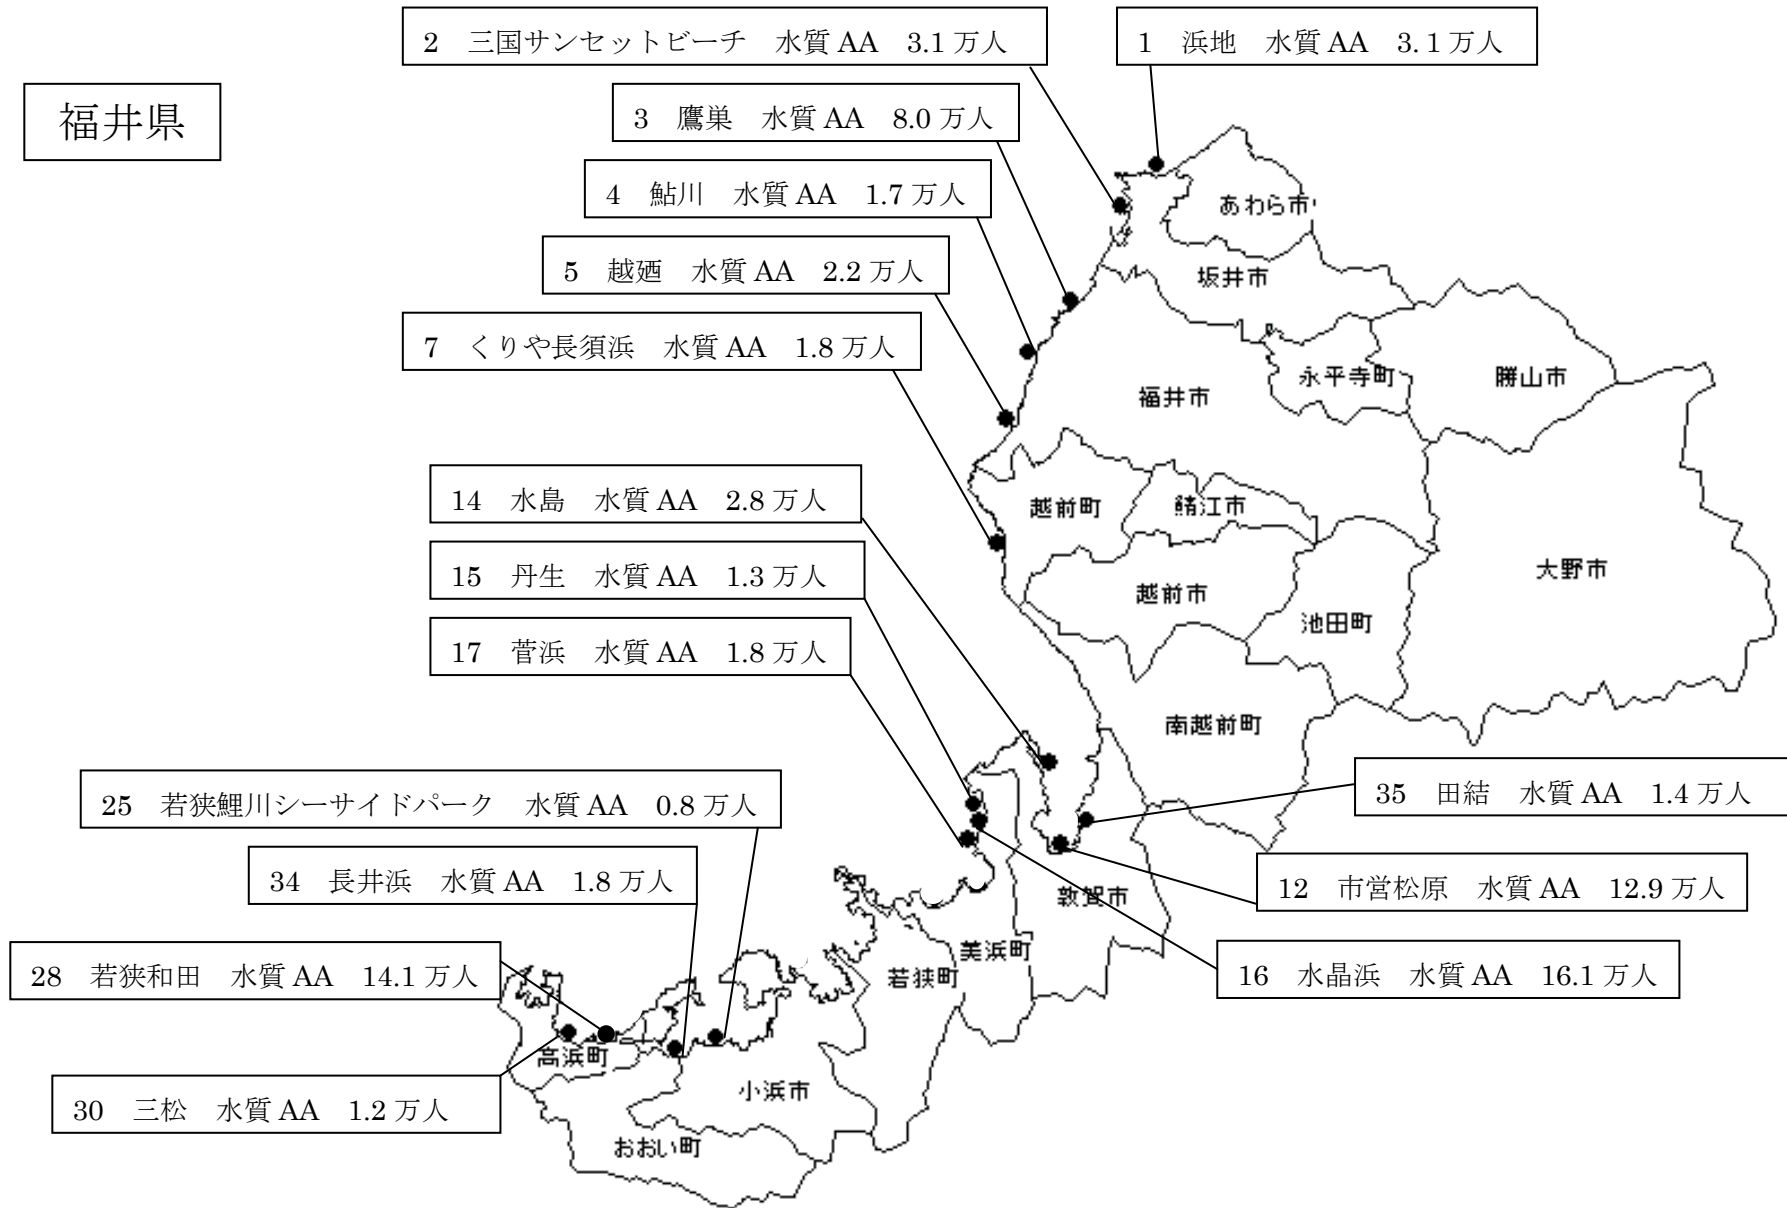 福井県
2 三国サンセットビーチ 水質 AA 3.1 万人
1 浜地 水質 AA 3.1 万人
3 鷹巣 水質 AA 8.0 万人
4 鮎川 水質 AA 1.7 万人
5 越廼 水質 AA 2.2 万人
7 くりや長須浜 水質 AA 1.8 万人
14 水島 水質 AA 2.8 万人
15 丹生 水質 AA 1.3 万人
17 菅浜 水質 AA 1.8 万人
25 若狭鯉川シーサイドパーク 水質 AA 0.8 万人
34 長井浜 水質 AA 1.8 万人
28 若狭和田 水質 AA 14.1 万人
30 三松 水質 AA 1.2 万人
35 田結 水質 AA 1.4 万人
12 市営松原 水質 AA 12.9 万人
16 水晶浜 水質 AA 16.1 万人
あわら市
坂井市
永平寺町
勝山市
福井市
越前町
鯖江市
大野市
越前市
池田町
南越前町
敦賀市
美浜町
若狭町
高浜町
小浜市
おおい町